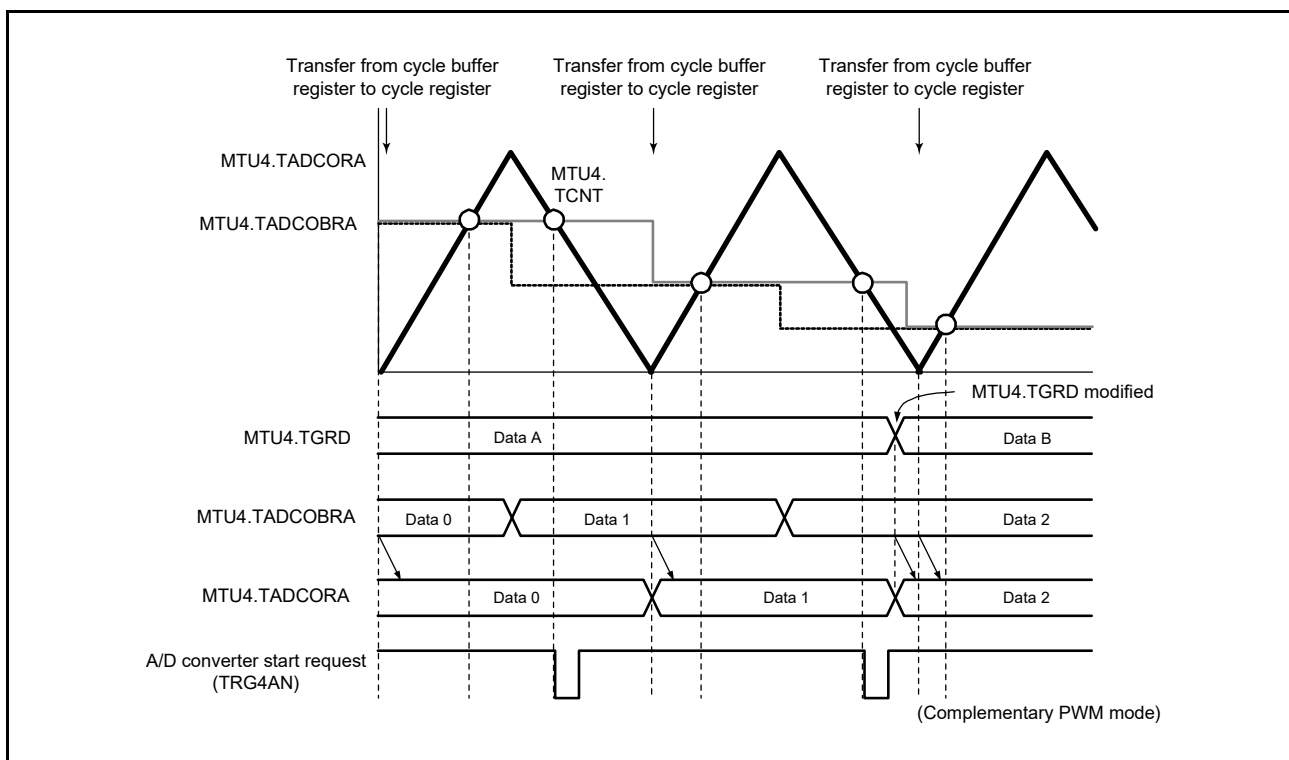 Transfer from cycle buffer
register to cycle register
Transfer from cycle buffer
register to cycle register
Transfer from cycle buffer
register to cycle register
MTU4.TADCORA
MTU4.
TCNT
MTU4.TADCOBRA
MTU4.TGRD modified
MTU4.TGRD
Data A
Data B
MTU4.TADCOBRA
Data 0
Data 1
Data 2
MTU4.TADCORA
Data 0
Data 1
Data 2
A/D converter start request
(TRG4AN)
(Complementary PWM mode)